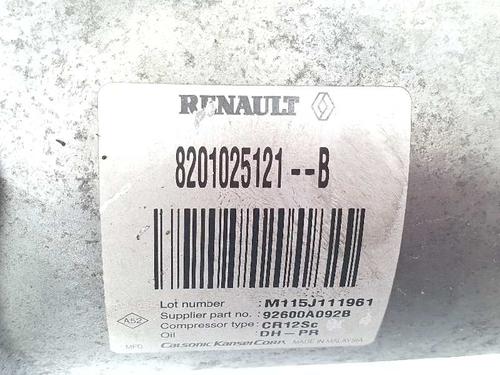 RENAULT
8201025121--B
Lot number : M115J111961
Supplier part no. : 92600A092B
Compressor type : CR12Sc
A52
Oil : DH-PR
MFD. Calsonic Kansei Corp. MADE IN MALAYSIA